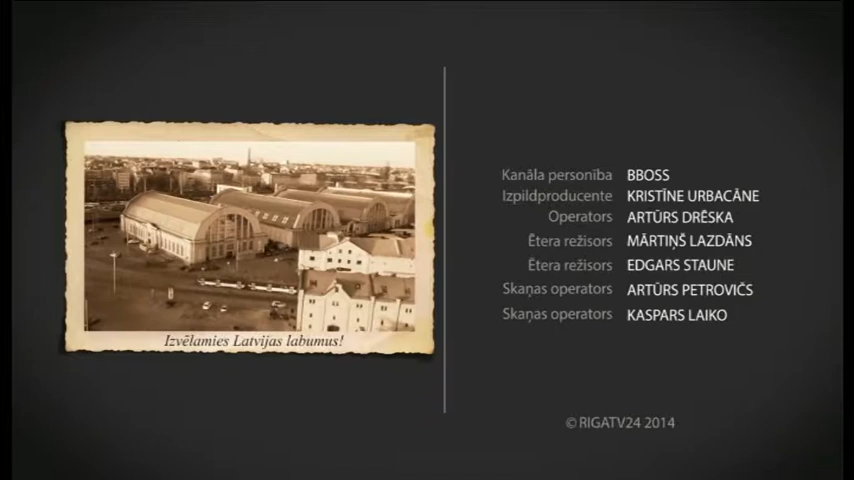 Izvēlamies Latvijas labumus!
Kanāla personība BBOSS
Izpildproducente KRISTĪNE URBACĀNE
Operators ARTŪRS DRĒSKA
Ētera režisors MĀRTIŅŠ LAZDĀNS
Ētera režisors EDGARS STAUNE
Skaņas operators ARTŪRS PETROVIČS
Skaņas operators KASPARS LAIKO
© RIGATV24 2014